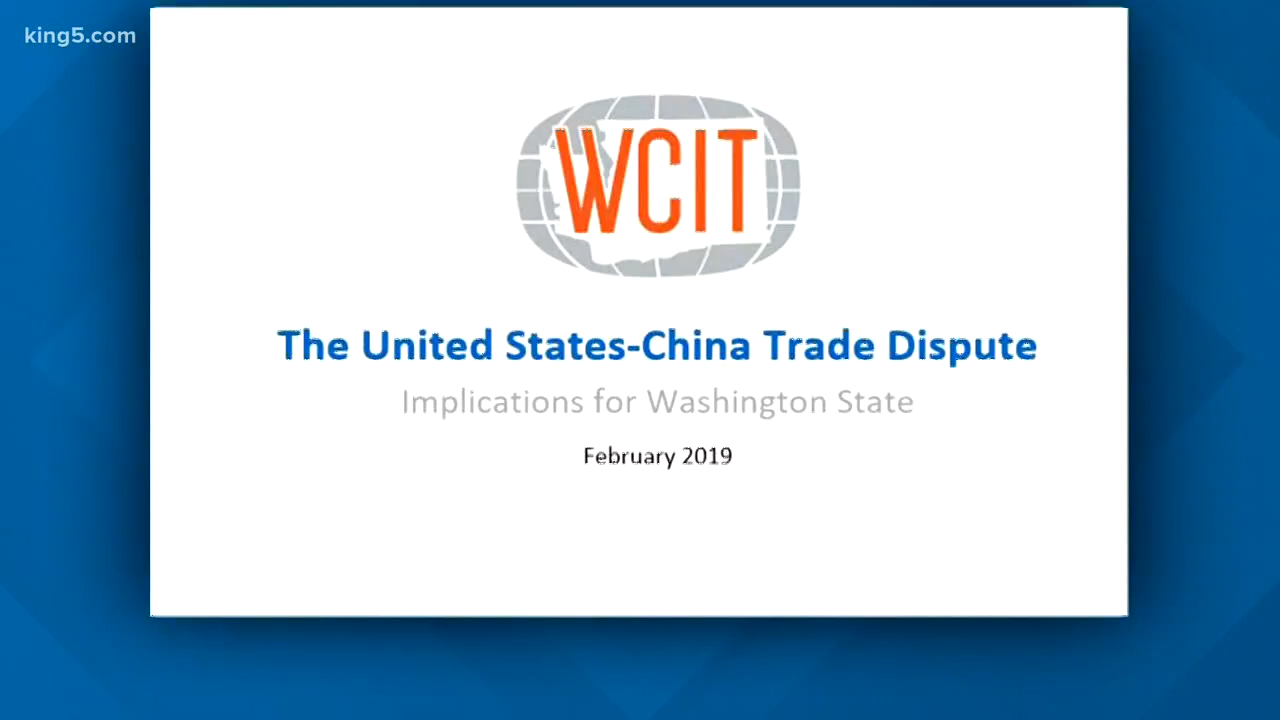 king5.com
WCIT
The United States-China Trade Dispute
Implications for Washington State
February 2019